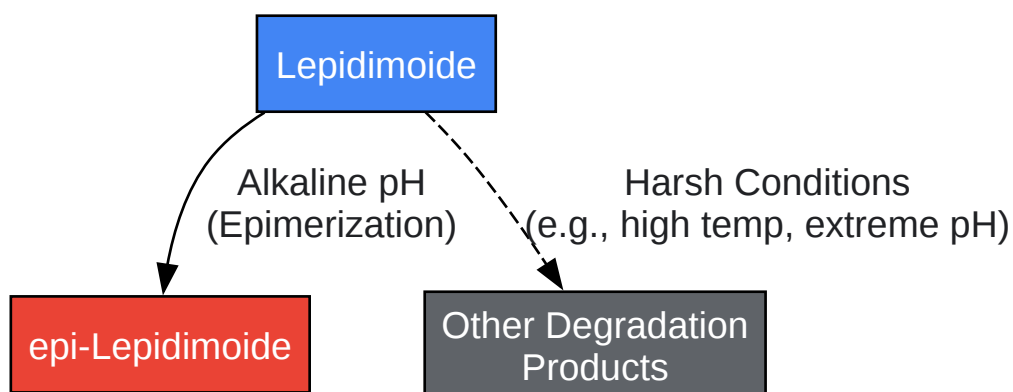 Lepidimoide
Alkaline pH
(Epimerization)
Harsh Conditions
(e.g., high temp, extreme pH)
epi-Lepidimoide
Other Degradation
Products